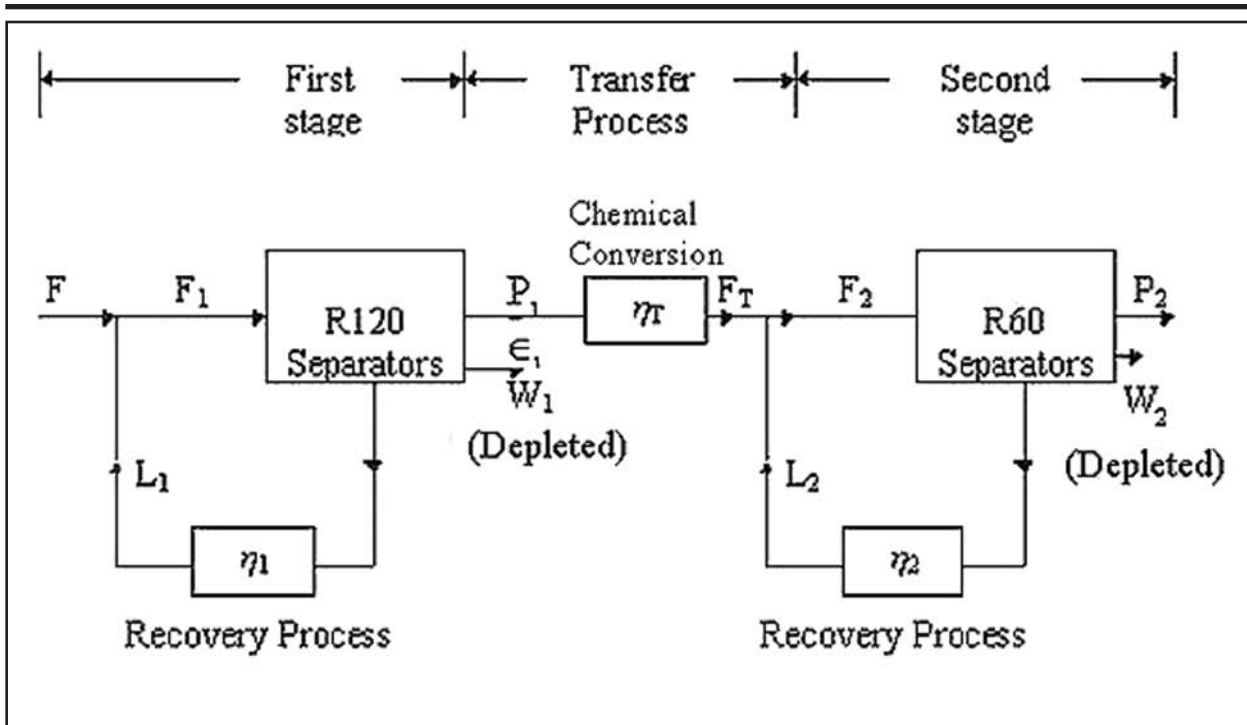 First
stage
Transfer
Process
Second
stage
Chemical
Conversion
F
F₁
R120
Separators
P₁
∈₁
W₁
(Depleted)
ηT
F_T
F₂
R60
Separators
P₂
W₂
(Depleted)
L₁
η1
Recovery Process
L₂
η2
Recovery Process